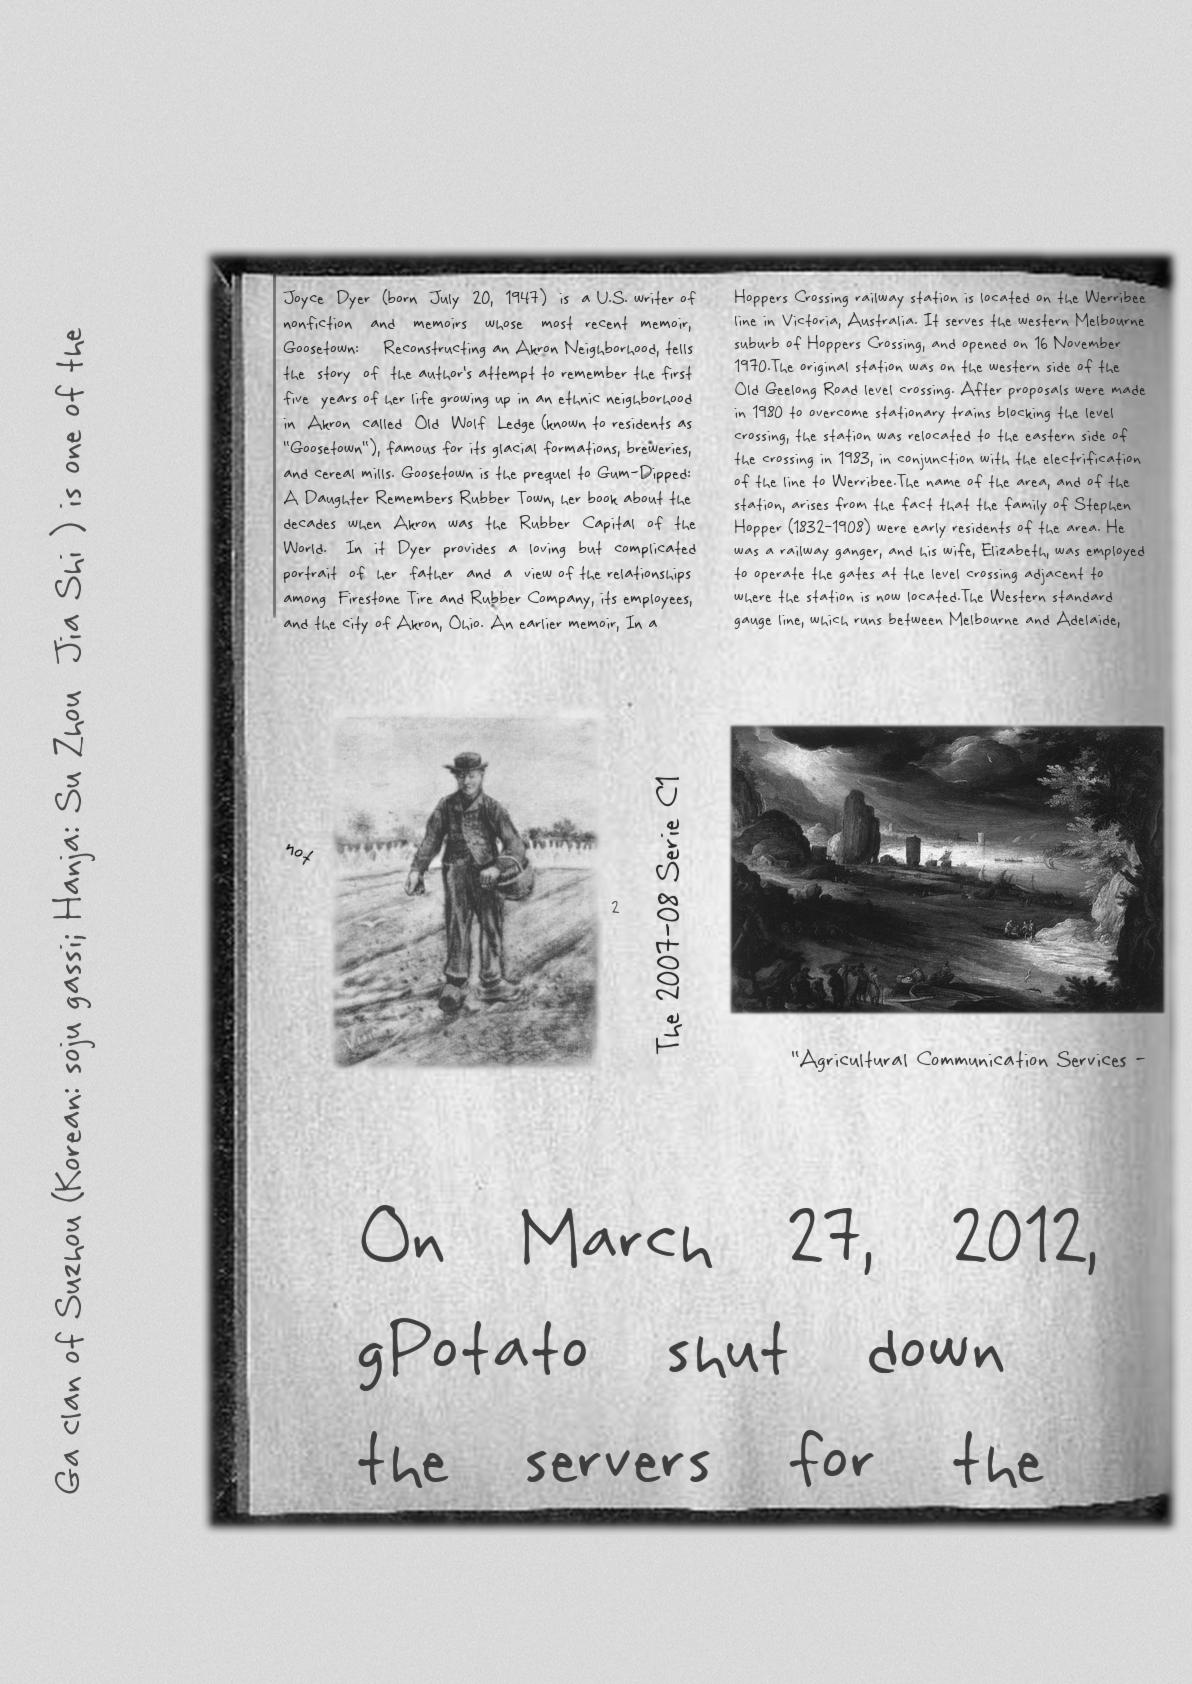 Ga clan of Suzhou (Korean: soju gassi; Hanja: Su Zhou Jia Shi ) is one of the
Joyce Dyer (born July 20, 1947) is a U.S. writer of
nonfiction and memoirs whose most recent memoir,
Goosetown: Reconstructing an Akron Neighborhood, tells
the story of the author's attempt to remember the first
five years of her life growing up in an ethnic neighborhood
in Akron called Old Wolf Ledge (known to residents as
"Goosetown"), famous for its glacial formations, breweries,
and cereal mills. Goosetown is the prequel to Gum-Dipped:
A Daughter Remembers Rubber Town, her book about the
decades when Akron was the Rubber Capital of the
World. In it Dyer provides a loving but complicated
portrait of her father and a view of the relationships
among Firestone Tire and Rubber Company, its employees,
and the city of Akron, Ohio. An earlier memoir, In a
Hoppers Crossing railway station is located on the Werribee
line in Victoria, Australia. It serves the western Melbourne
suburb of Hoppers Crossing, and opened on 16 November
1970.The original station was on the western side of the
Old Geelong Road level crossing. After proposals were made
in 1980 to overcome stationary trains blocking the level
crossing, the station was relocated to the eastern side of
the crossing in 1983, in conjunction with the electrification
of the line to Werribee.The name of the area, and of the
station, arises from the fact that the family of Stephen
Hopper (1832-1908) were early residents of the area. He
was a railway ganger, and his wife, Elizabeth, was employed
to operate the gates at the level crossing adjacent to
where the station is now located.The Western standard
gauge line, which runs between Melbourne and Adelaide,
not
2
The 2007-08 Serie C1
"Agricultural Communication Services -
On March 27, 2012,
gPotato shut down
the servers for the